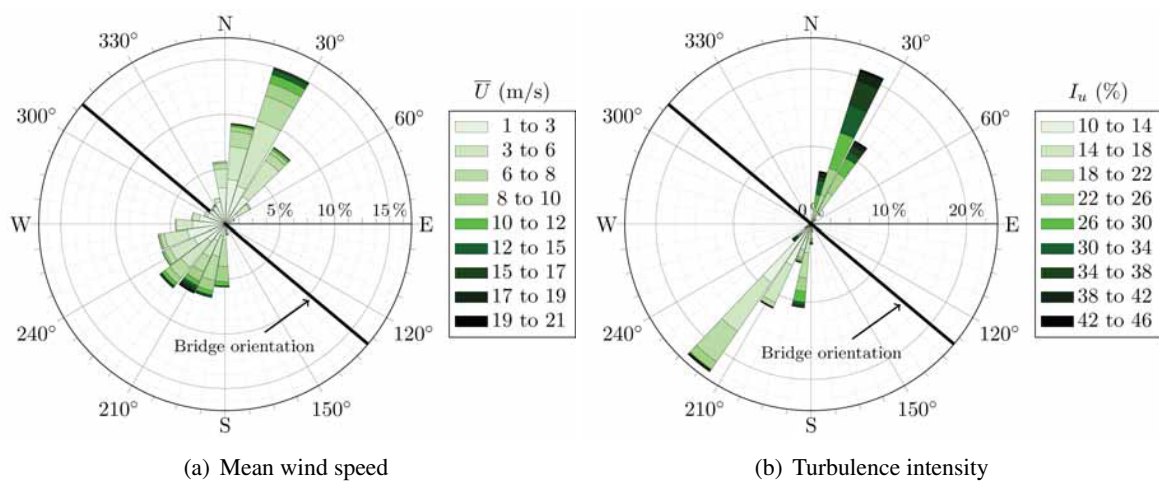 N
330°
30°
300°
60°
W
E
5 %
10 %
15 %
240°
120°
Bridge orientation
210°
150°
S
U̅ (m/s)
1 to 3
3 to 6
6 to 8
8 to 10
10 to 12
12 to 15
15 to 17
17 to 19
19 to 21
(a) Mean wind speed
N
330°
30°
300°
60°
W
E
0 %
10 %
20 %
240°
120°
Bridge orientation
210°
150°
S
I_u (%)
10 to 14
14 to 18
18 to 22
22 to 26
26 to 30
30 to 34
34 to 38
38 to 42
42 to 46
(b) Turbulence intensity